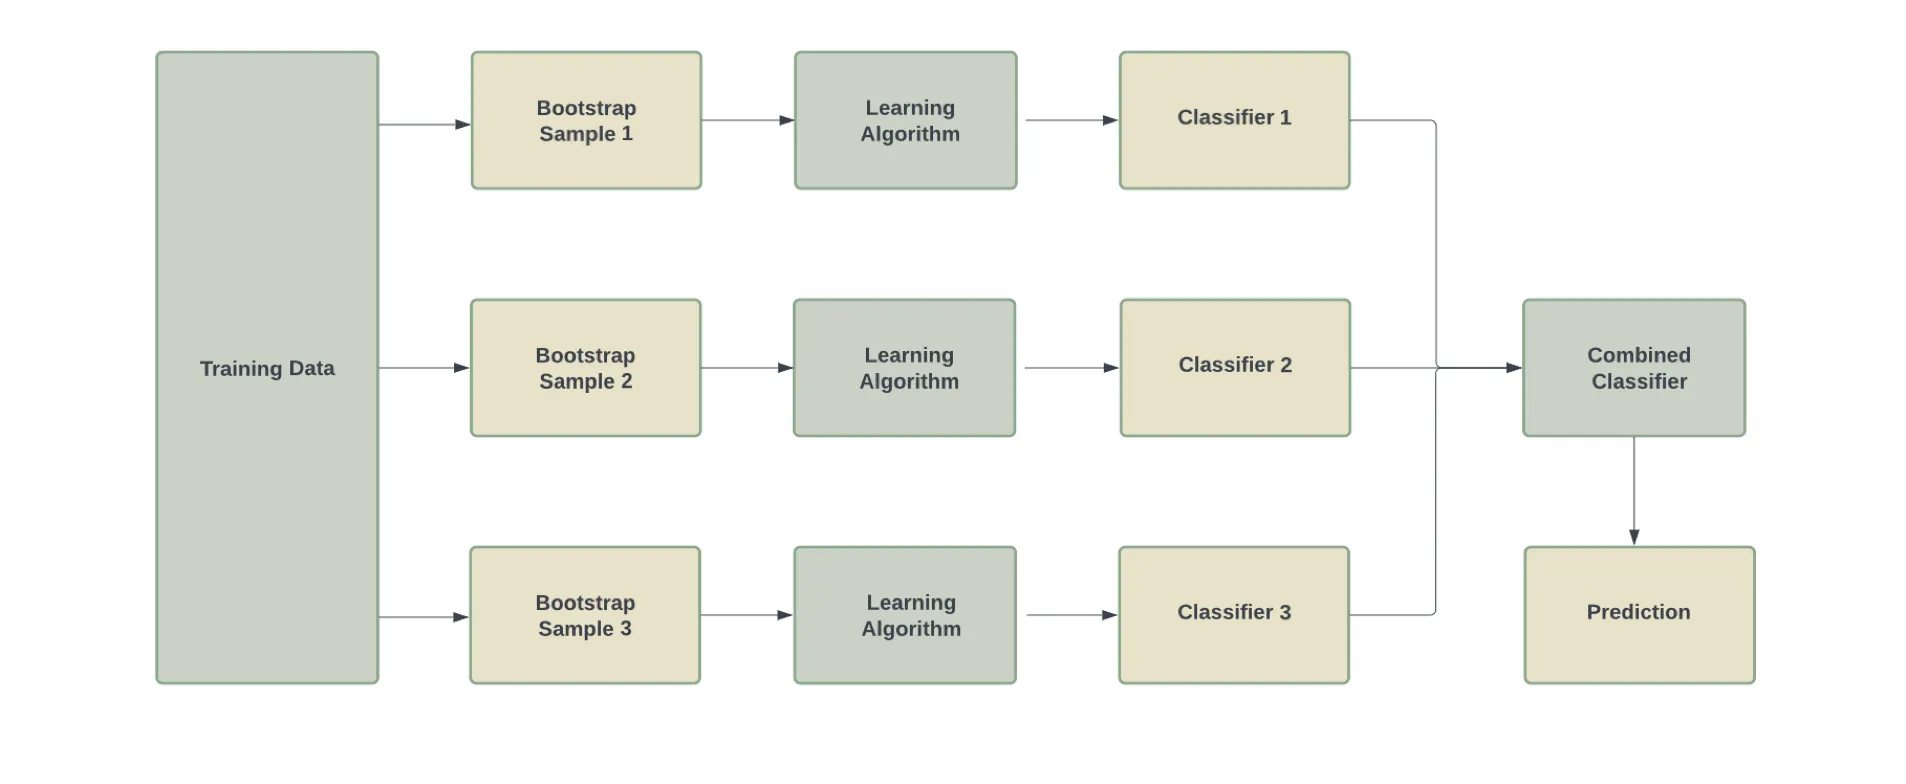 Training Data
Bootstrap
Sample 1
Learning
Algorithm
Classifier 1
Bootstrap
Sample 2
Learning
Algorithm
Classifier 2
Bootstrap
Sample 3
Learning
Algorithm
Classifier 3
Combined
Classifier
Prediction